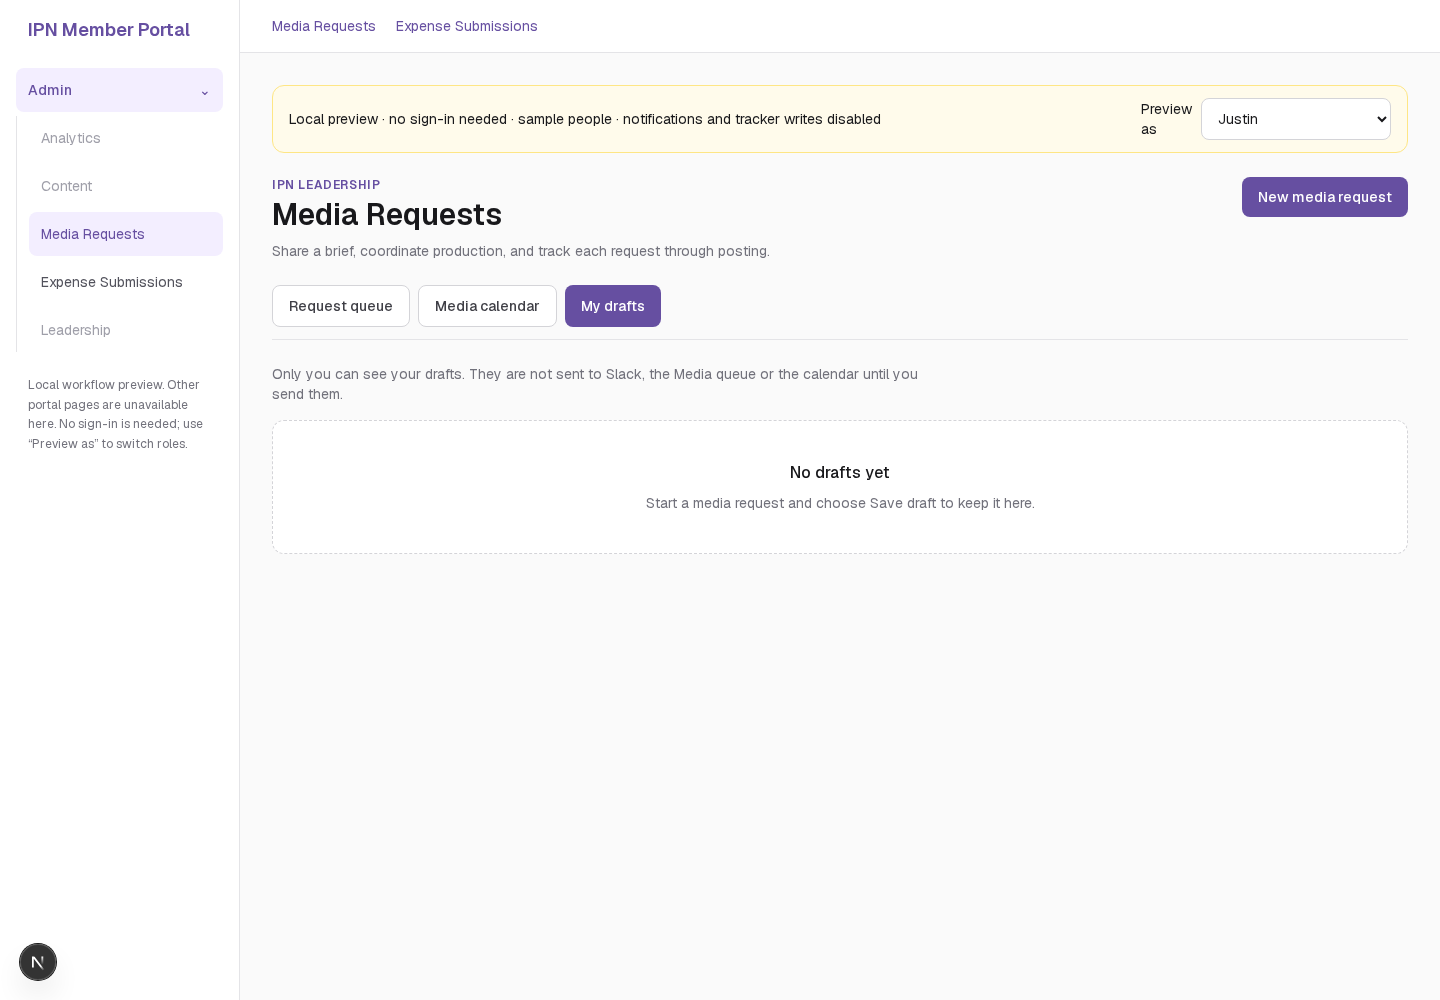 IPN Member Portal
Admin
Analytics
Content
Media Requests
Expense Submissions
Leadership
Local workflow preview. Other
portal pages are unavailable
here. No sign-in is needed; use
“Preview as” to switch roles.
N
Media Requests
Expense Submissions
Local preview · no sign-in needed · sample people · notifications and tracker writes disabled
Preview
as
Justin
IPN LEADERSHIP
Media Requests
Share a brief, coordinate production, and track each request through posting.
New media request
Request queue
Media calendar
My drafts
Only you can see your drafts. They are not sent to Slack, the Media queue or the calendar until you
send them.
No drafts yet
Start a media request and choose Save draft to keep it here.